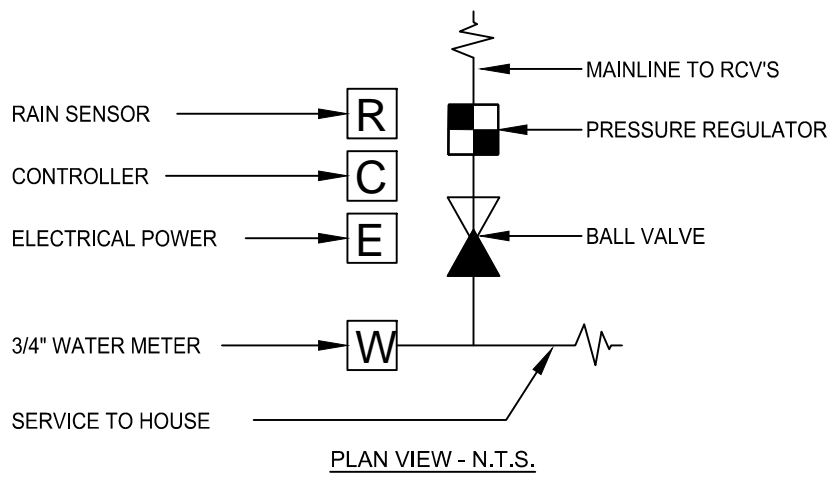 MAINLINE TO RCV'S
RAIN SENSOR
R
PRESSURE REGULATOR
CONTROLLER
C
ELECTRICAL POWER
E
BALL VALVE
3/4" WATER METER
W
SERVICE TO HOUSE
PLAN VIEW - N.T.S.